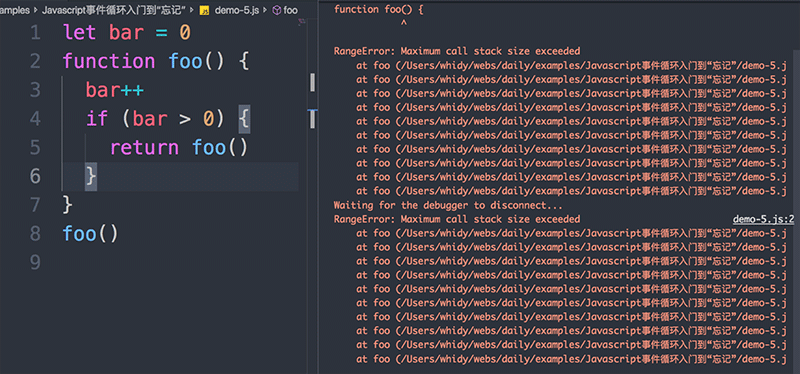 amples > Javascript事件循环入门到“忘记” > JS demo-5.js > foo
1 let bar = 0
2 function foo() {
3 bar++
4 if (bar > 0) {
5 return foo()
6 }
7 }
8 foo()
9
function foo() {
^
RangeError: Maximum call stack size exceeded
at foo (/Users/whidy/webs/daily/examples/Javascript事件循环入门到“忘记”/demo-5.j
at foo (/Users/whidy/webs/daily/examples/Javascript事件循环入门到“忘记”/demo-5.j
at foo (/Users/whidy/webs/daily/examples/Javascript事件循环入门到“忘记”/demo-5.j
at foo (/Users/whidy/webs/daily/examples/Javascript事件循环入门到“忘记”/demo-5.j
at foo (/Users/whidy/webs/daily/examples/Javascript事件循环入门到“忘记”/demo-5.j
at foo (/Users/whidy/webs/daily/examples/Javascript事件循环入门到“忘记”/demo-5.j
at foo (/Users/whidy/webs/daily/examples/Javascript事件循环入门到“忘记”/demo-5.j
at foo (/Users/whidy/webs/daily/examples/Javascript事件循环入门到“忘记”/demo-5.j
at foo (/Users/whidy/webs/daily/examples/Javascript事件循环入门到“忘记”/demo-5.j
at foo (/Users/whidy/webs/daily/examples/Javascript事件循环入门到“忘记”/demo-5.j
Waiting for the debugger to disconnect...
RangeError: Maximum call stack size exceeded demo-5.js:2
at foo (/Users/whidy/webs/daily/examples/Javascript事件循环入门到“忘记”/demo-5.j
at foo (/Users/whidy/webs/daily/examples/Javascript事件循环入门到“忘记”/demo-5.j
at foo (/Users/whidy/webs/daily/examples/Javascript事件循环入门到“忘记”/demo-5.j
at foo (/Users/whidy/webs/daily/examples/Javascript事件循环入门到“忘记”/demo-5.j
at foo (/Users/whidy/webs/daily/examples/Javascript事件循环入门到“忘记”/demo-5.j
at foo (/Users/whidy/webs/daily/examples/Javascript事件循环入门到“忘记”/demo-5.j
at foo (/Users/whidy/webs/daily/examples/Javascript事件循环入门到“忘记”/demo-5.j
at foo (/Users/whidy/webs/daily/examples/Javascript事件循环入门到“忘记”/demo-5.j
at foo (/Users/whidy/webs/daily/examples/Javascript事件循环入门到“忘记”/demo-5.j
at foo (/Users/whidy/webs/daily/examples/Javascript事件循环入门到“忘记”/demo-5.j